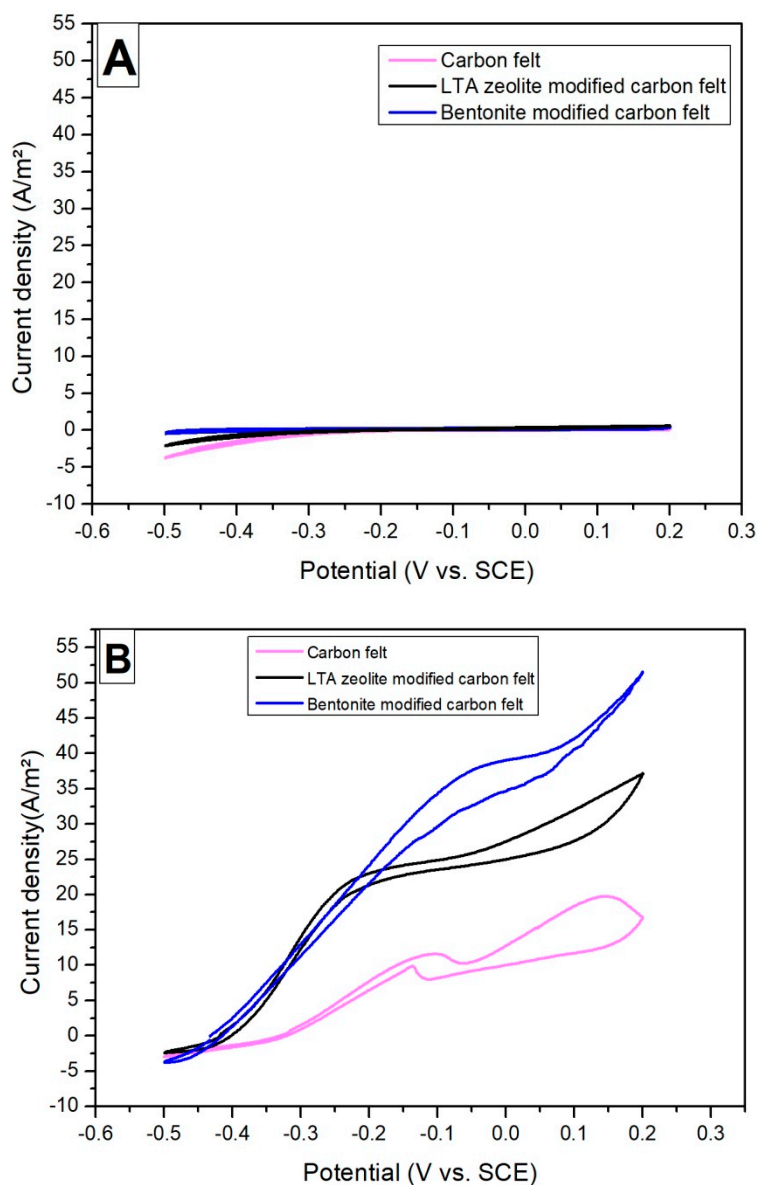 A
Carbon felt
LTA zeolite modified carbon felt
Bentonite modified carbon felt
55
50
45
40
35
30
25
20
15
10
5
0
-5
-10
Current density (A/m²)
-0.6 -0.5 -0.4 -0.3 -0.2 -0.1 0.0 0.1 0.2 0.3
Potential (V vs. SCE)
B
Carbon felt
LTA zeolite modified carbon felt
Bentonite modified carbon felt
55
50
45
40
35
30
25
20
15
10
5
0
-5
-10
Current density(A/m²)
-0.6 -0.5 -0.4 -0.3 -0.2 -0.1 0.0 0.1 0.2 0.3
Potential (V vs. SCE)